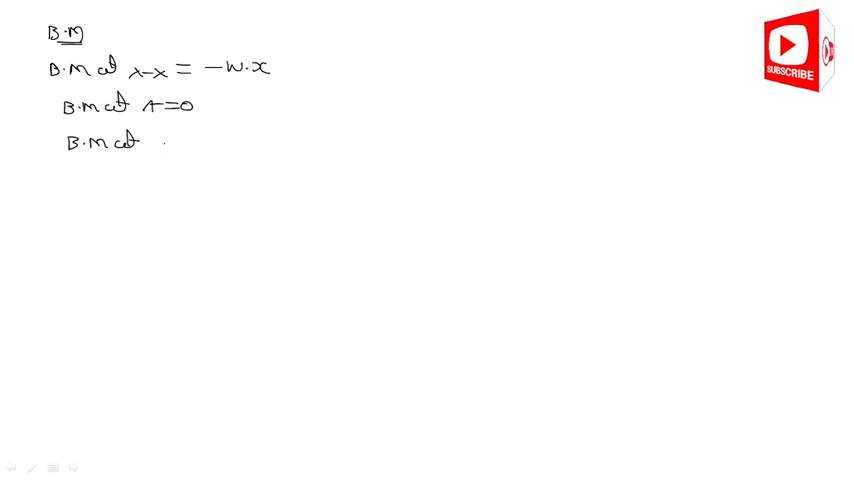 B.M
B.M at x-x = -W.x
B.M at A=0
B.M at
SUBSCRIBE